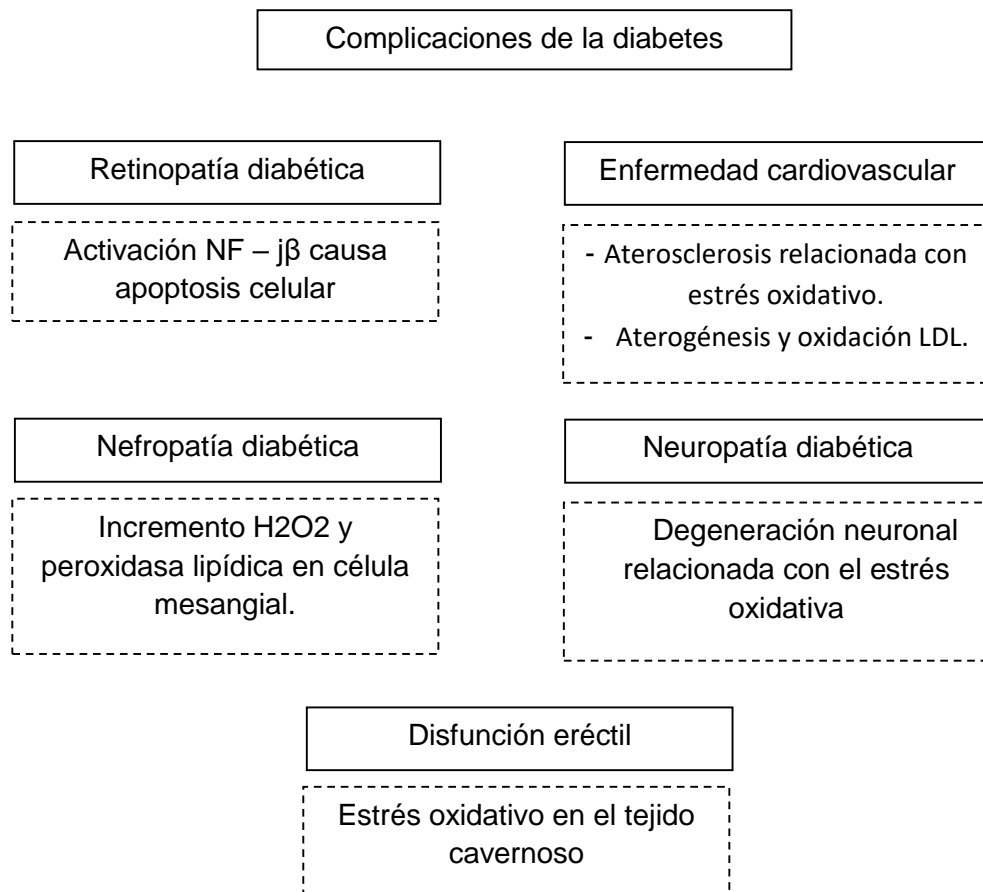 Complicaciones de la diabetes
Retinopatía diabética
Activación NF – jβ causa
apoptosis celular
Enfermedad cardiovascular
- Aterosclerosis relacionada con
estrés oxidativo.
- Aterogénesis y oxidación LDL.
Nefropatía diabética
Incremento H2O2 y
peroxidasa lipídica en célula
mesangial.
Neuropatía diabética
Degeneración neuronal
relacionada con el estrés
oxidativa
Disfunción eréctil
Estrés oxidativo en el tejido
cavernoso